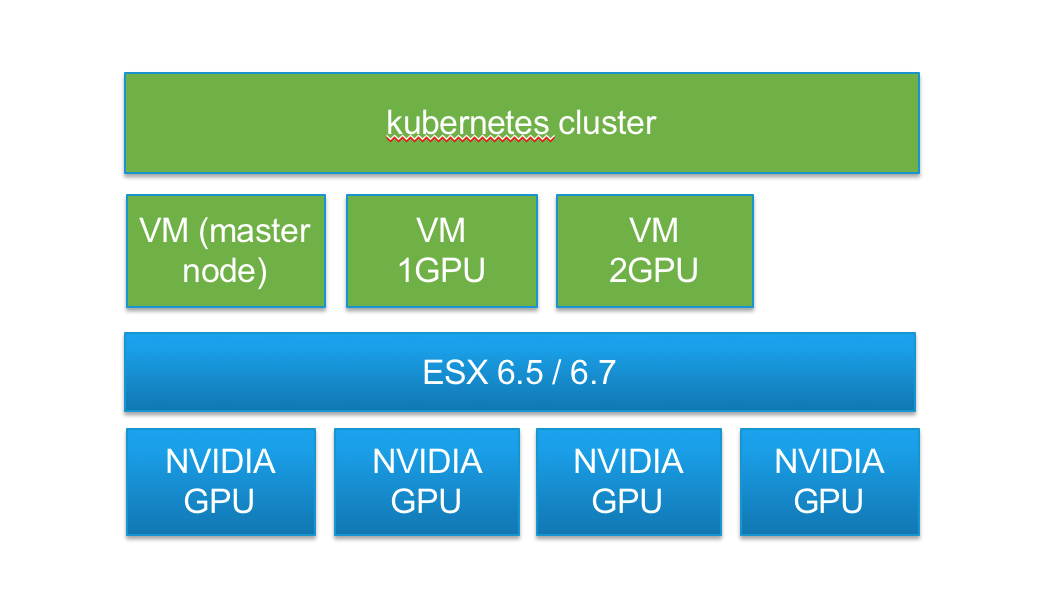 kubernetes cluster
VM (master
node)
VM
1GPU
VM
2GPU
ESX 6.5 / 6.7
NVIDIA
GPU
NVIDIA
GPU
NVIDIA
GPU
NVIDIA
GPU